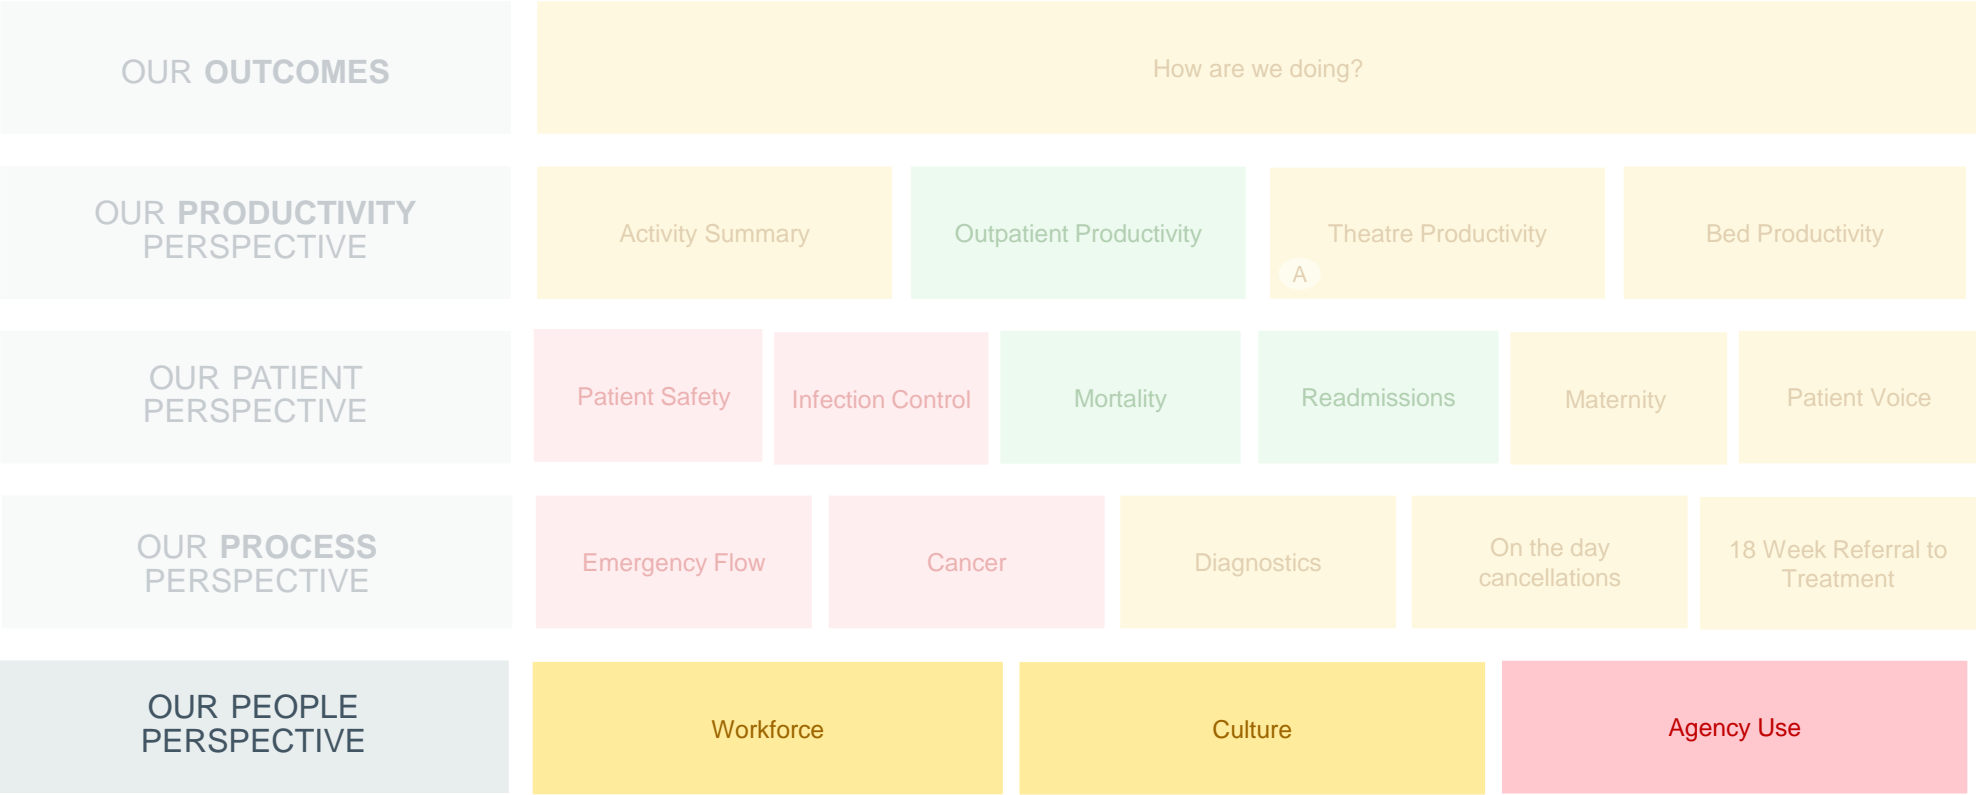 OUR OUTCOMES
How are we doing?
OUR PRODUCTIVITY
PERSPECTIVE
Activity Summary
Outpatient Productivity
Theatre Productivity
A
Bed Productivity
OUR PATIENT
PERSPECTIVE
Patient Safety
Infection Control
Mortality
Readmissions
Maternity
Patient Voice
OUR PROCESS
PERSPECTIVE
Emergency Flow
Cancer
Diagnostics
On the day
cancellations
18 Week Referral to
Treatment
OUR PEOPLE
PERSPECTIVE
Workforce
Culture
Agency Use